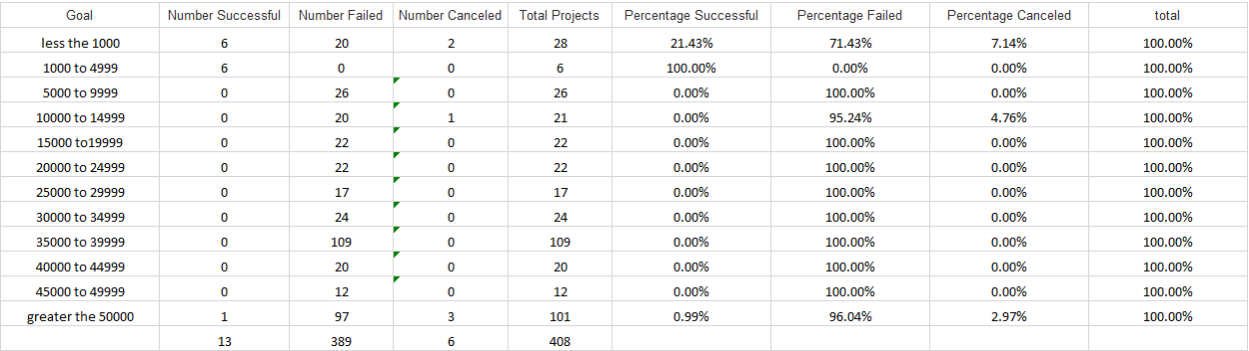 Goal Number Successful Number Failed Number Canceled Total Projects Percentage Successful Percentage Failed Percentage Canceled total
less the 1000 6 20 2 28 21.43% 71.43% 7.14% 100.00%
1000 to 4999 6 0 0 6 100.00% 0.00% 0.00% 100.00%
5000 to 9999 0 26 0 26 0.00% 100.00% 0.00% 100.00%
10000 to 14999 0 20 1 21 0.00% 95.24% 4.76% 100.00%
15000 to19999 0 22 0 22 0.00% 100.00% 0.00% 100.00%
20000 to 24999 0 22 0 22 0.00% 100.00% 0.00% 100.00%
25000 to 29999 0 17 0 17 0.00% 100.00% 0.00% 100.00%
30000 to 34999 0 24 0 24 0.00% 100.00% 0.00% 100.00%
35000 to 39999 0 109 0 109 0.00% 100.00% 0.00% 100.00%
40000 to 44999 0 20 0 20 0.00% 100.00% 0.00% 100.00%
45000 to 49999 0 12 0 12 0.00% 100.00% 0.00% 100.00%
greater the 50000 1 97 3 101 0.99% 96.04% 2.97% 100.00%
13 389 6 408